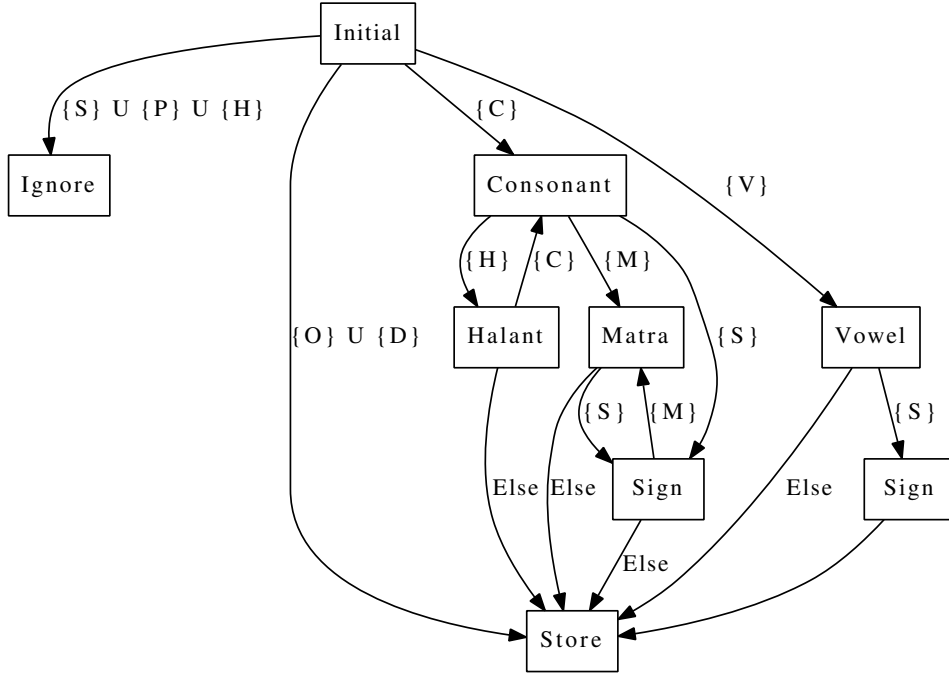 Initial
{S} U {P} U {H}
{C}
Ignore
Consonant
{V}
{H}
{C}
{M}
{O} U {D}
Halant
Matra
{S}
Vowel
{S}
{M}
{S}
Else
Else
Sign
Else
Sign
Else
Store